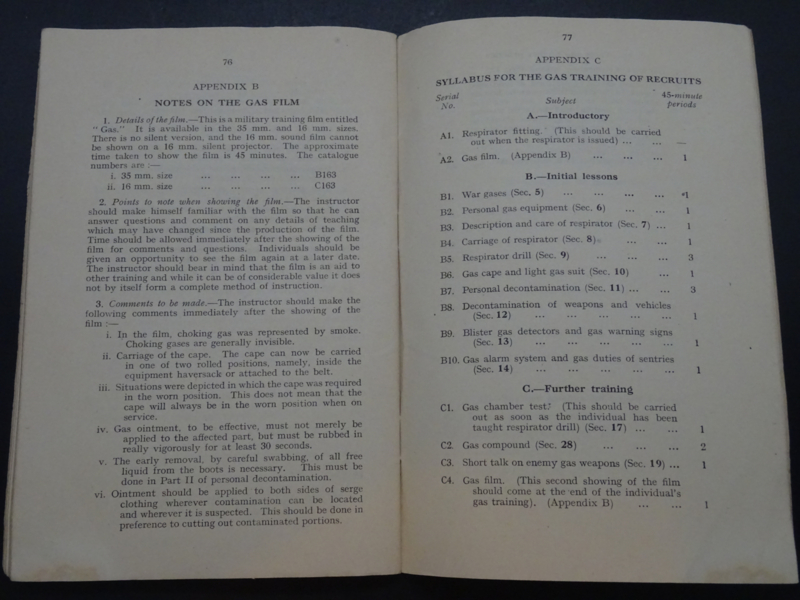 76
APPENDIX B
NOTES ON THE GAS FILM
1. Details of the film.—This is a military training film entitled
"Gas." It is available in the 35 mm. and 16 mm. sizes.
There is no silent version, and the 16 mm. sound film cannot
be shown on a 16 mm. silent projector. The approximate
time taken to show the film is 45 minutes. The catalogue
numbers are :—
i. 35 mm. size ... ... ... ... B163
ii. 16 mm. size ... ... ... ... C163
2. Points to note when showing the film.—The instructor
should make himself familiar with the film so that he can
answer questions and comment on any details of teaching
which may have changed since the production of the film.
Time should be allowed immediately after the showing of the
film for comments and questions. Individuals should be
given an opportunity to see the film again at a later date.
The instructor should bear in mind that the film is an aid to
other training and while it can be of considerable value it does
not by itself form a complete method of instruction.
3. Comments to be made.—The instructor should make the
following comments immediately after the showing of the
film :—
i. In the film, choking gas was represented by smoke.
Choking gases are generally invisible.
ii. Carriage of the cape. The cape can now be carried
in one of two rolled positions, namely, inside the
equipment haversack or attached to the belt.
iii. Situations were depicted in which the cape was required
in the worn position. This does not mean that the
cape will always be in the worn position when on
service.
iv. Gas ointment, to be effective, must not merely be
applied to the affected part, but must be rubbed in
really vigorously for at least 30 seconds.
v. The early removal, by careful swabbing, of all free
liquid from the boots is necessary. This must be
done in Part II of personal decontamination.
vi. Ointment should be applied to both sides of serge
clothing wherever contamination can be located
and wherever it is suspected. This should be done in
preference to cutting out contaminated portions.
77
APPENDIX C
SYLLABUS FOR THE GAS TRAINING OF RECRUITS
Serial No. Subject 45-minute periods
A.—Introductory
A1. Respirator fitting. (This should be carried
out when the respirator is issued) ... ... —
A2. Gas film. (Appendix B) ... ... ... 1
B.—Initial lessons
B1. War gases (Sec. 5) ... ... ... ... 1
B2. Personal gas equipment (Sec. 6) ... ... 1
B3. Description and care of respirator (Sec. 7) ... 1
B4. Carriage of respirator (Sec. 8) ... ... ... 1
B5. Respirator drill (Sec. 9) ... ... ... 3
B6. Gas cape and light gas suit (Sec. 10) ... 1
B7. Personal decontamination (Sec. 11) ... ... 3
B8. Decontamination of weapons and vehicles
(Sec. 12) ... ... ... ... ... 1
B9. Blister gas detectors and gas warning signs
(Sec. 13) ... ... ... ... ... 1
B10. Gas alarm system and gas duties of sentries
(Sec. 14) ... ... ... ... ... 1
C.—Further training
C1. Gas chamber test. (This should be carried
out as soon as the individual has been
taught respirator drill) (Sec. 17) ... ... 1
C2. Gas compound (Sec. 28) ... ... ... 2
C3. Short talk on enemy gas weapons (Sec. 19) ... 1
C4. Gas film. (This second showing of the film
should come at the end of the individual's
gas training). (Appendix B) ... ... 1